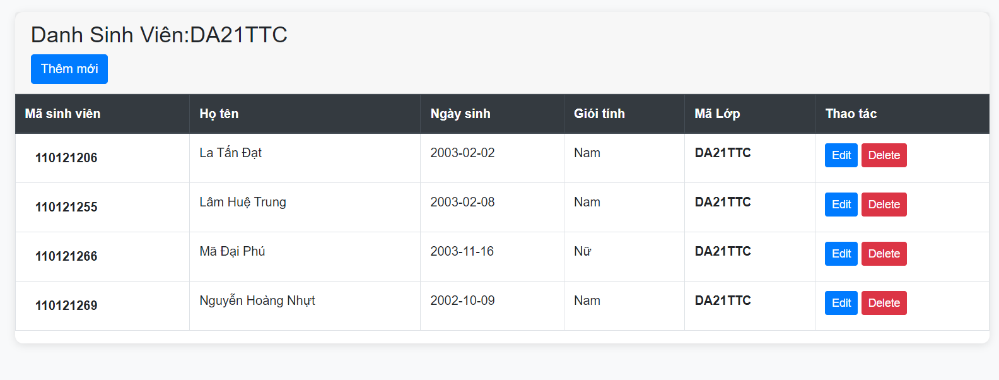 Danh Sinh Viên:DA21TTC
Thêm mới
Mã sinh viên Họ tên Ngày sinh Giói tính Mã Lớp Thao tác
110121206 La Tấn Đạt 2003-02-02 Nam DA21TTC Edit Delete
110121255 Lâm Huệ Trung 2003-02-08 Nam DA21TTC Edit Delete
110121266 Mã Đại Phú 2003-11-16 Nữ DA21TTC Edit Delete
110121269 Nguyễn Hoàng Nhựt 2002-10-09 Nam DA21TTC Edit Delete